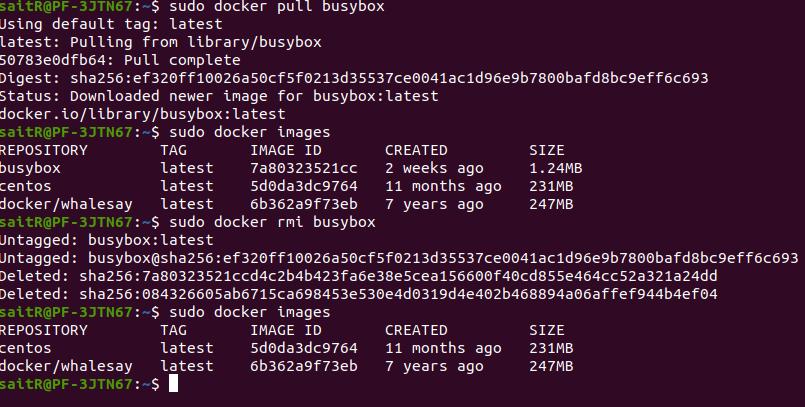 saitR@PF-3JTN67:~$ sudo docker pull busybox
Using default tag: latest
latest: Pulling from library/busybox
50783e0dfb64: Pull complete
Digest: sha256:ef320ff10026a50cf5f0213d35537ce0041ac1d96e9b7800bafd8bc9eff6c693
Status: Downloaded newer image for busybox:latest
docker.io/library/busybox:latest
saitR@PF-3JTN67:~$ sudo docker images
REPOSITORY TAG IMAGE ID CREATED SIZE
busybox latest 7a80323521cc 2 weeks ago 1.24MB
centos latest 5d0da3dc9764 11 months ago 231MB
docker/whalesay latest 6b362a9f73eb 7 years ago 247MB
saitR@PF-3JTN67:~$ sudo docker rmi busybox
Untagged: busybox:latest
Untagged: busybox@sha256:ef320ff10026a50cf5f0213d35537ce0041ac1d96e9b7800bafd8bc9eff6c693
Deleted: sha256:7a80323521ccd4c2b4b423fa6e38e5cea156600f40cd855e464cc52a321a24dd
Deleted: sha256:084326605ab6715ca698453e530e4d0319d4e402b468894a06affef944b4ef04
saitR@PF-3JTN67:~$ sudo docker images
REPOSITORY TAG IMAGE ID CREATED SIZE
centos latest 5d0da3dc9764 11 months ago 231MB
docker/whalesay latest 6b362a9f73eb 7 years ago 247MB
saitR@PF-3JTN67:~$